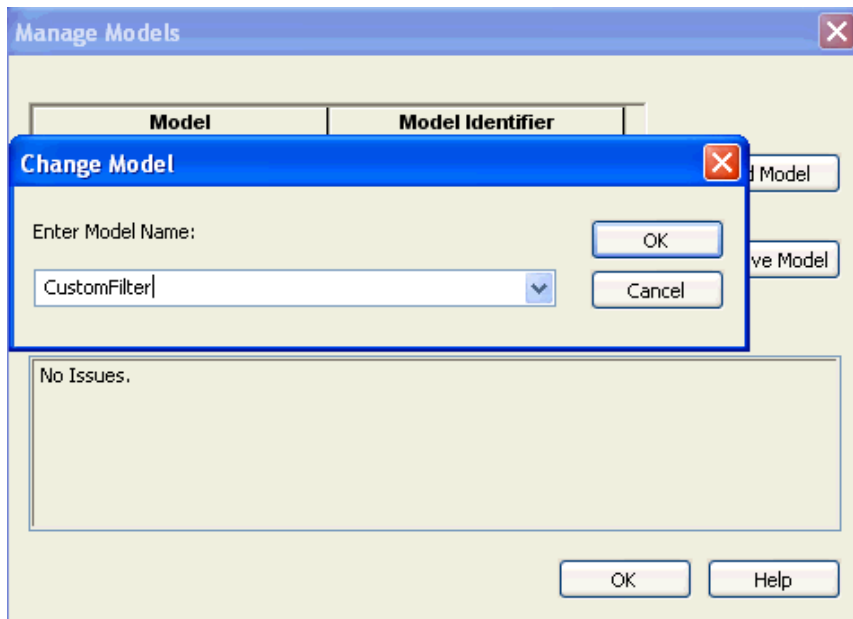 Manage Models
Model
Model Identifier
Change Model
d Model
Enter Model Name:
OK
ve Model
CustomFilter
Cancel
No Issues.
OK
Help